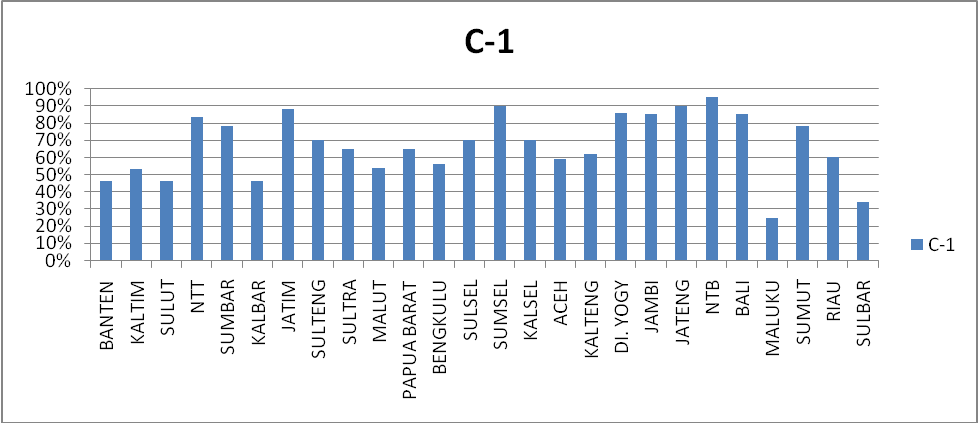 C-1
100%
90%
80%
70%
60%
50%
40%
30%
20%
10%
0%
BANTEN
KALTIM
SULUT
NTT
SUMBAR
KALBAR
JATIM
SULTENG
SULTRA
MALUT
PAPUA BARAT
BENGKULU
SULSEL
SUMSEL
KALSEL
ACEH
KALTENG
DI. YOGY
JAMBI
JATENG
NTB
BALI
MALUKU
SUMUT
RIAU
SULBAR
C-1